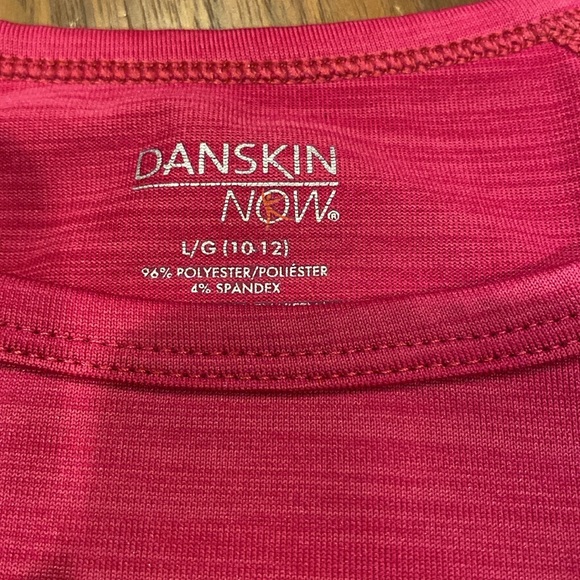 DANSKIN
NOW®
L/G (10-12)
96% POLYESTER/POLIÉSTER
4% SPANDEX